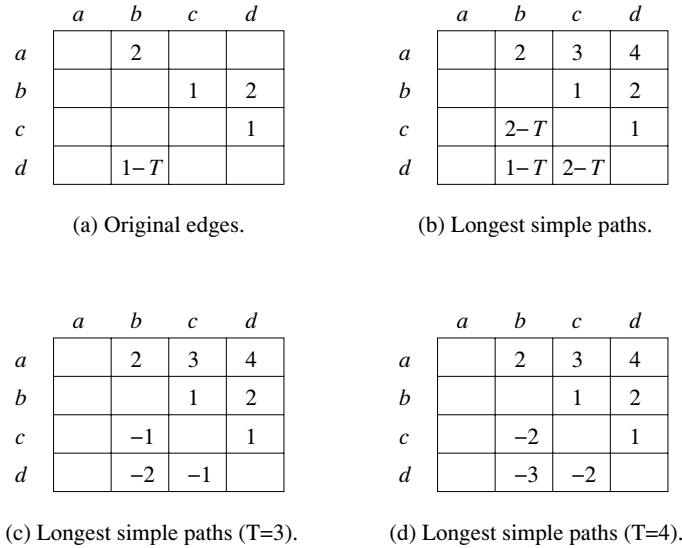 a b c d
a 2
b 1 2
c 1
d 1–T
(a) Original edges.
a b c d
a 2 3 4
b 1 2
c 2–T 1
d 1–T 2–T
(b) Longest simple paths.
a b c d
a 2 3 4
b 1 2
c −1 1
d −2 −1
(c) Longest simple paths (T=3).
a b c d
a 2 3 4
b 1 2
c −2 1
d −3 −2
(d) Longest simple paths (T=4).